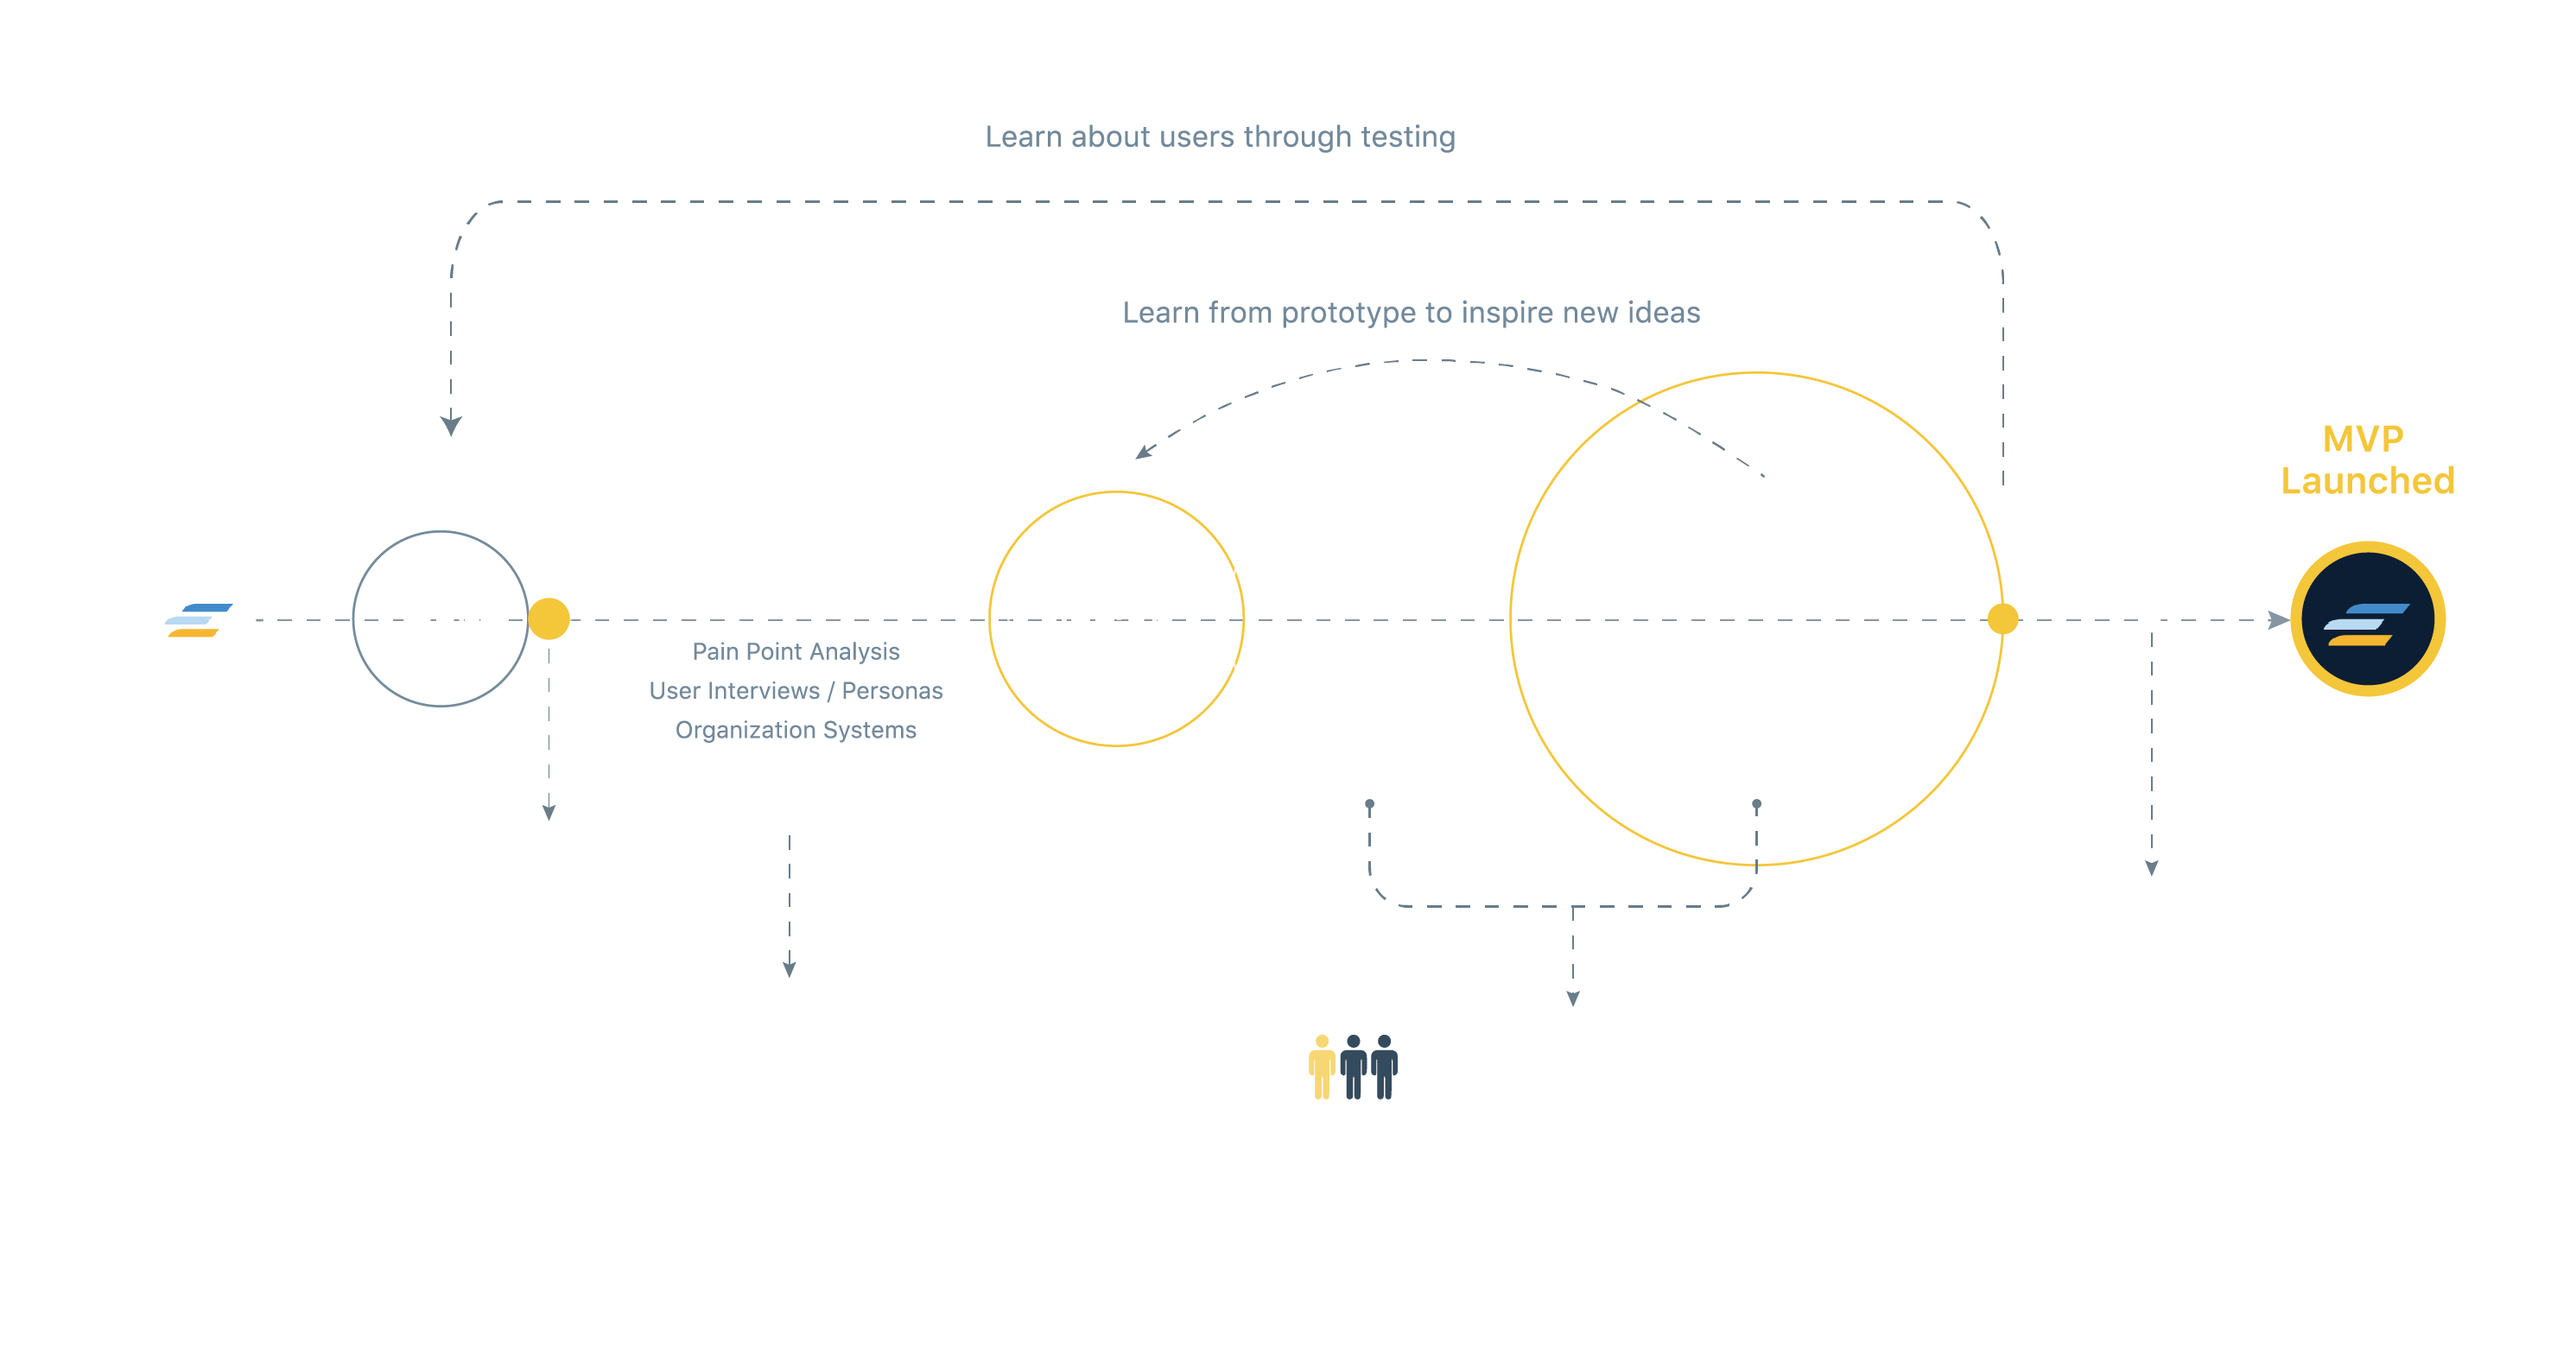 Learn about users through testing
Learn from prototype to inspire new ideas
MVP
Launched
Pain Point Analysis
User Interviews / Personas
Organization Systems